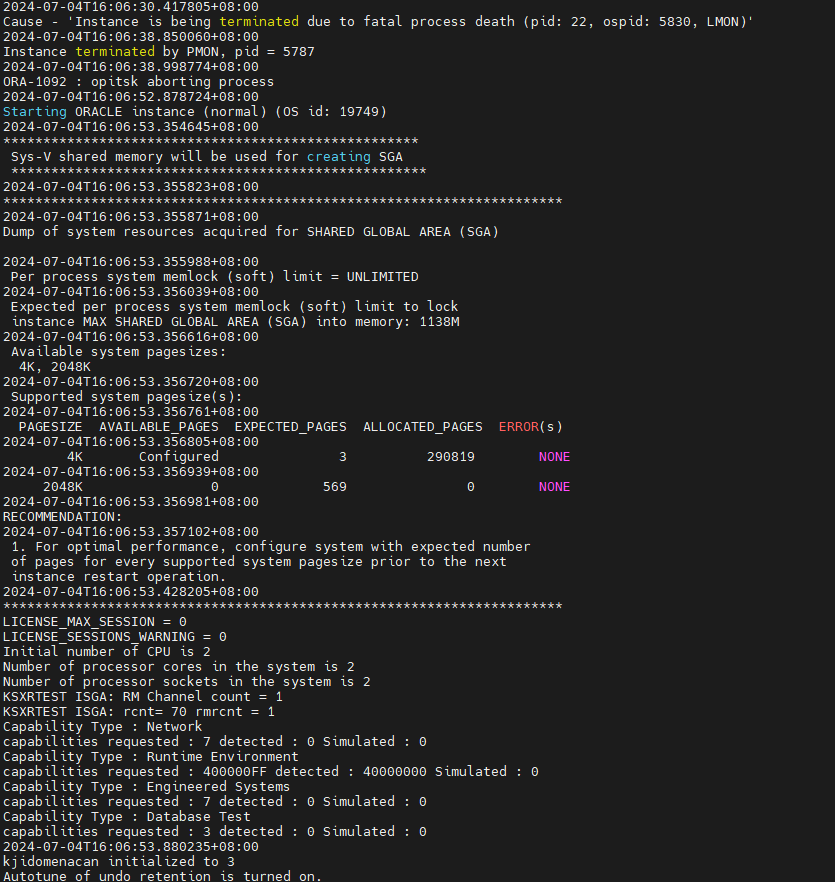 2024-07-04T16:06:30.417805+08:00
Cause - 'Instance is being terminated due to fatal process death (pid: 22, ospid: 5830, LMON)'
2024-07-04T16:06:38.850060+08:00
Instance terminated by PMON, pid = 5787
2024-07-04T16:06:38.998774+08:00
ORA-1092 : opitsk aborting process
2024-07-04T16:06:52.878724+08:00
Starting ORACLE instance (normal) (OS id: 19749)
2024-07-04T16:06:53.354645+08:00
****************************************************
 Sys-V shared memory will be used for creating SGA
 ****************************************************
2024-07-04T16:06:53.355823+08:00
**********************************************************************
2024-07-04T16:06:53.355871+08:00
Dump of system resources acquired for SHARED GLOBAL AREA (SGA)
2024-07-04T16:06:53.355988+08:00
 Per process system memlock (soft) limit = UNLIMITED
2024-07-04T16:06:53.356039+08:00
 Expected per process system memlock (soft) limit to lock
 instance MAX SHARED GLOBAL AREA (SGA) into memory: 1138M
2024-07-04T16:06:53.356616+08:00
 Available system pagesizes:
  4K, 2048K
2024-07-04T16:06:53.356720+08:00
 Supported system pagesize(s):
2024-07-04T16:06:53.356761+08:00
  PAGESIZE  AVAILABLE_PAGES  EXPECTED_PAGES  ALLOCATED_PAGES  ERROR(s)
2024-07-04T16:06:53.356805+08:00
        4K       Configured               3          290819        NONE
2024-07-04T16:06:53.356939+08:00
     2048K                0             569               0        NONE
2024-07-04T16:06:53.356981+08:00
RECOMMENDATION:
2024-07-04T16:06:53.357102+08:00
 1. For optimal performance, configure system with expected number
 of pages for every supported system pagesize prior to the next
 instance restart operation.
2024-07-04T16:06:53.428205+08:00
**********************************************************************
LICENSE_MAX_SESSION = 0
LICENSE_SESSIONS_WARNING = 0
Initial number of CPU is 2
Number of processor cores in the system is 2
Number of processor sockets in the system is 2
KSXRTEST ISGA: RM Channel count = 1
KSXRTEST ISGA: rcnt= 70 rmrcnt = 1
Capability Type : Network
capabilities requested : 7 detected : 0 Simulated : 0
Capability Type : Runtime Environment
capabilities requested : 400000FF detected : 40000000 Simulated : 0
Capability Type : Engineered Systems
capabilities requested : 7 detected : 0 Simulated : 0
Capability Type : Database Test
capabilities requested : 3 detected : 0 Simulated : 0
2024-07-04T16:06:53.880235+08:00
kjidomenacan initialized to 3
Autotune of undo retention is turned on.